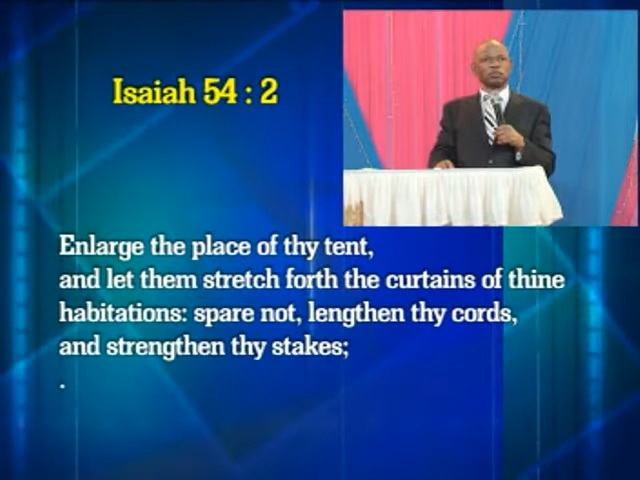 Isaiah 54 : 2
Enlarge the place of thy tent,
and let them stretch forth the curtains of thine
habitations: spare not, lengthen thy cords,
and strengthen thy stakes;
.